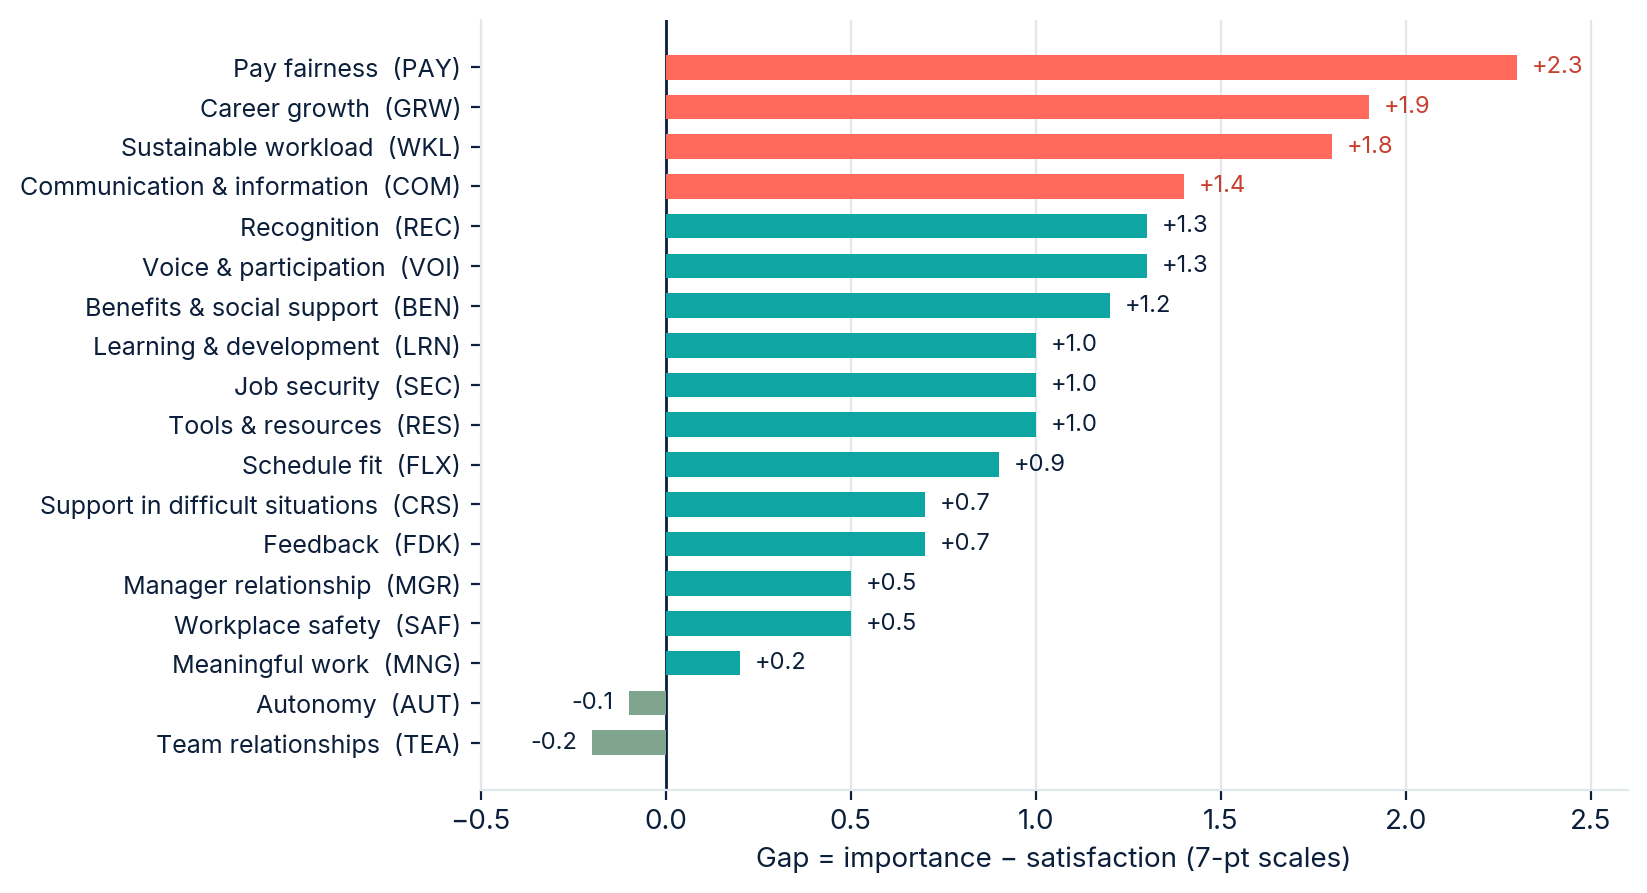 Pay fairness (PAY) +2.3
Career growth (GRW) +1.9
Sustainable workload (WKL) +1.8
Communication & information (COM) +1.4
Recognition (REC) +1.3
Voice & participation (VOI) +1.3
Benefits & social support (BEN) +1.2
Learning & development (LRN) +1.0
Job security (SEC) +1.0
Tools & resources (RES) +1.0
Schedule fit (FLX) +0.9
Support in difficult situations (CRS) +0.7
Feedback (FDK) +0.7
Manager relationship (MGR) +0.5
Workplace safety (SAF) +0.5
Meaningful work (MNG) +0.2
Autonomy (AUT) -0.1
Team relationships (TEA) -0.2
−0.5 0.0 0.5 1.0 1.5 2.0 2.5
Gap = importance − satisfaction (7-pt scales)